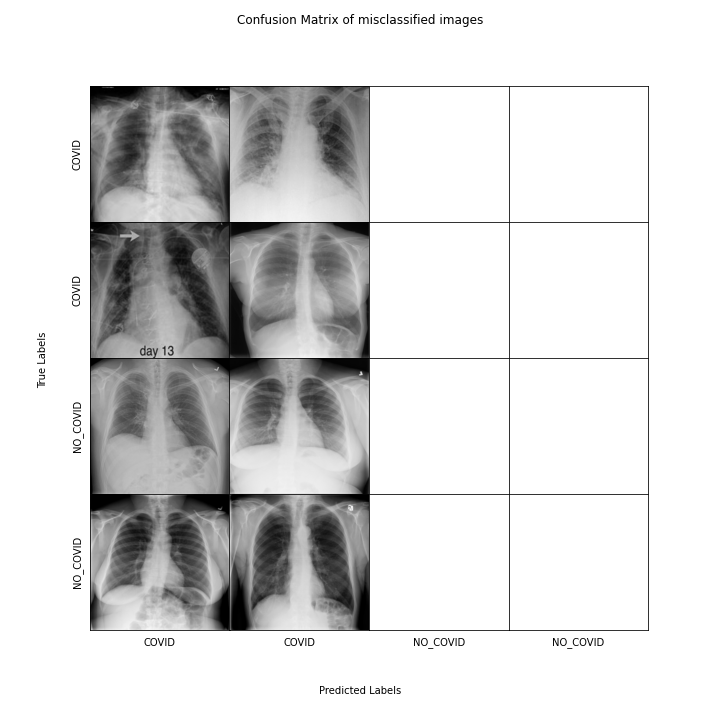 Confusion Matrix of misclassified images
COVID
COVID
day 13
True Labels
NO_COVID
NO_COVID
COVID
COVID
NO_COVID
NO_COVID
Predicted Labels